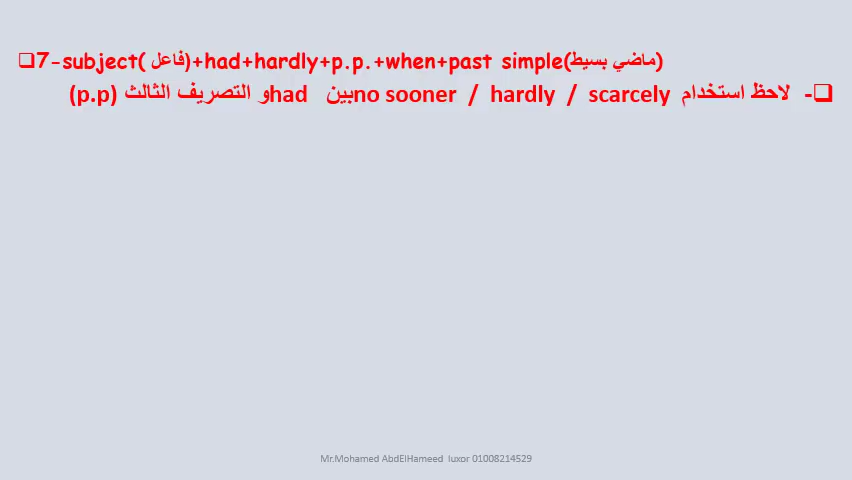 ❑7-subject( فاعل)+had+hardly+p.p.+when+past simple(ماضي بسيط)
❑- لاحظ استخدام no sooner / hardly / scarcely بين had و التصريف الثالث (p.p)
Mr.Mohamed AbdElHameed luxor 01008214529